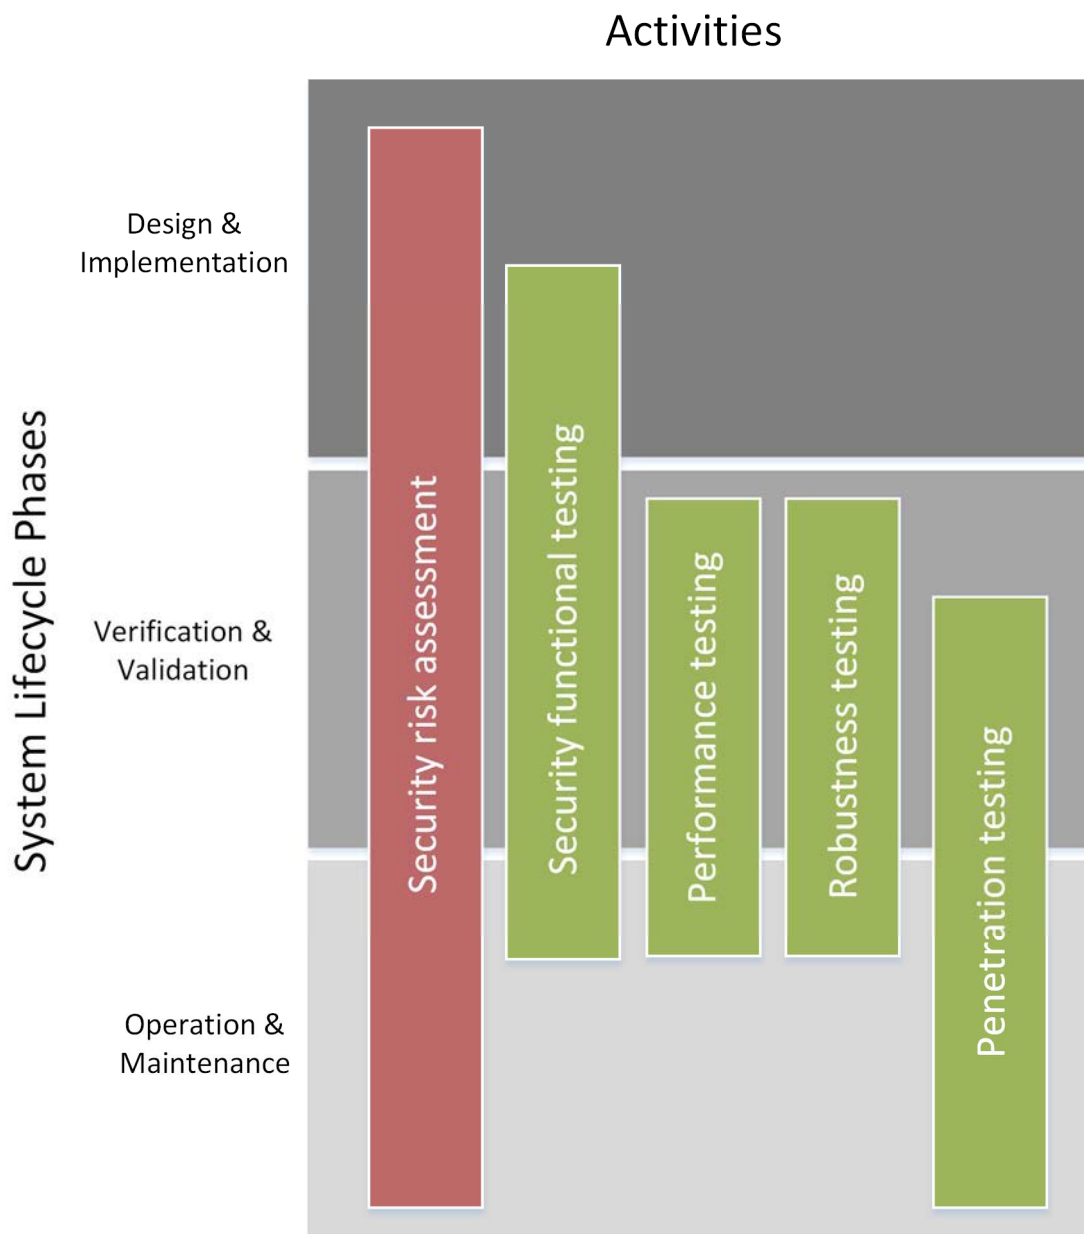 Activities
Design &
Implementation
System Lifecycle Phases
Verification &
Validation
Operation &
Maintenance
Security risk assessment
Security functional testing
Performance testing
Robustness testing
Penetration testing